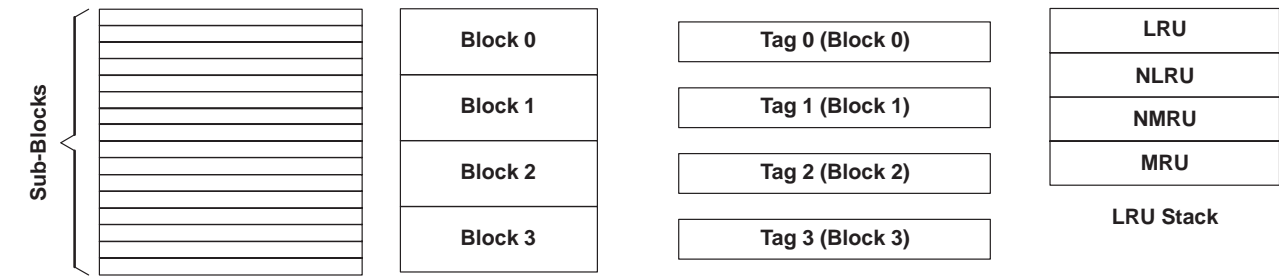 Sub-Blocks
Block 0
Block 1
Block 2
Block 3
Tag 0 (Block 0)
Tag 1 (Block 1)
Tag 2 (Block 2)
Tag 3 (Block 3)
LRU
NLRU
NMRU
MRU
LRU Stack